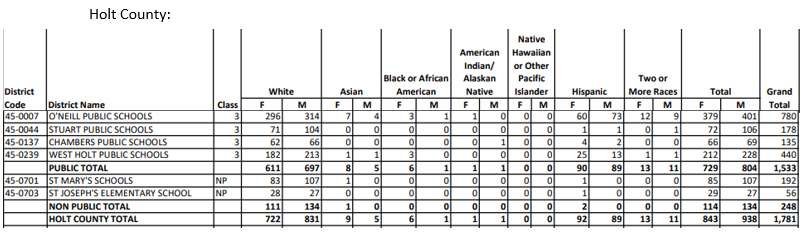 Holt County:
Native
American Hawaiian
Indian/ or Other
Black or African Alaskan Pacific Two or
District White Asian American Native Islander Hispanic More Races Total Grand
Code District Name Class F M F M F M F M F M F M F M F M Total
45-0007 O'NEILL PUBLIC SCHOOLS 3 296 314 7 4 3 1 1 0 0 0 60 73 12 9 379 401 780
45-0044 STUART PUBLIC SCHOOLS 3 71 104 0 0 0 0 0 0 0 0 1 1 0 1 72 106 178
45-0137 CHAMBERS PUBLIC SCHOOLS 3 62 66 0 0 0 0 0 1 0 0 4 2 0 0 66 69 135
45-0239 WEST HOLT PUBLIC SCHOOLS 3 182 213 1 1 3 0 0 0 0 0 25 13 1 1 212 228 440
PUBLIC TOTAL 611 697 8 5 6 1 1 1 0 0 90 89 13 11 729 804 1,533
45-0701 ST MARY'S SCHOOLS NP 83 107 1 0 0 0 0 0 0 0 1 0 0 0 85 107 192
45-0703 ST JOSEPH'S ELEMENTARY SCHOOL NP 28 27 0 0 0 0 0 0 0 0 1 0 0 0 29 27 56
NON PUBLIC TOTAL 111 134 1 0 0 0 0 0 0 0 2 0 0 0 114 134 248
HOLT COUNTY TOTAL 722 831 9 5 6 1 1 1 0 0 92 89 13 11 843 938 1,781